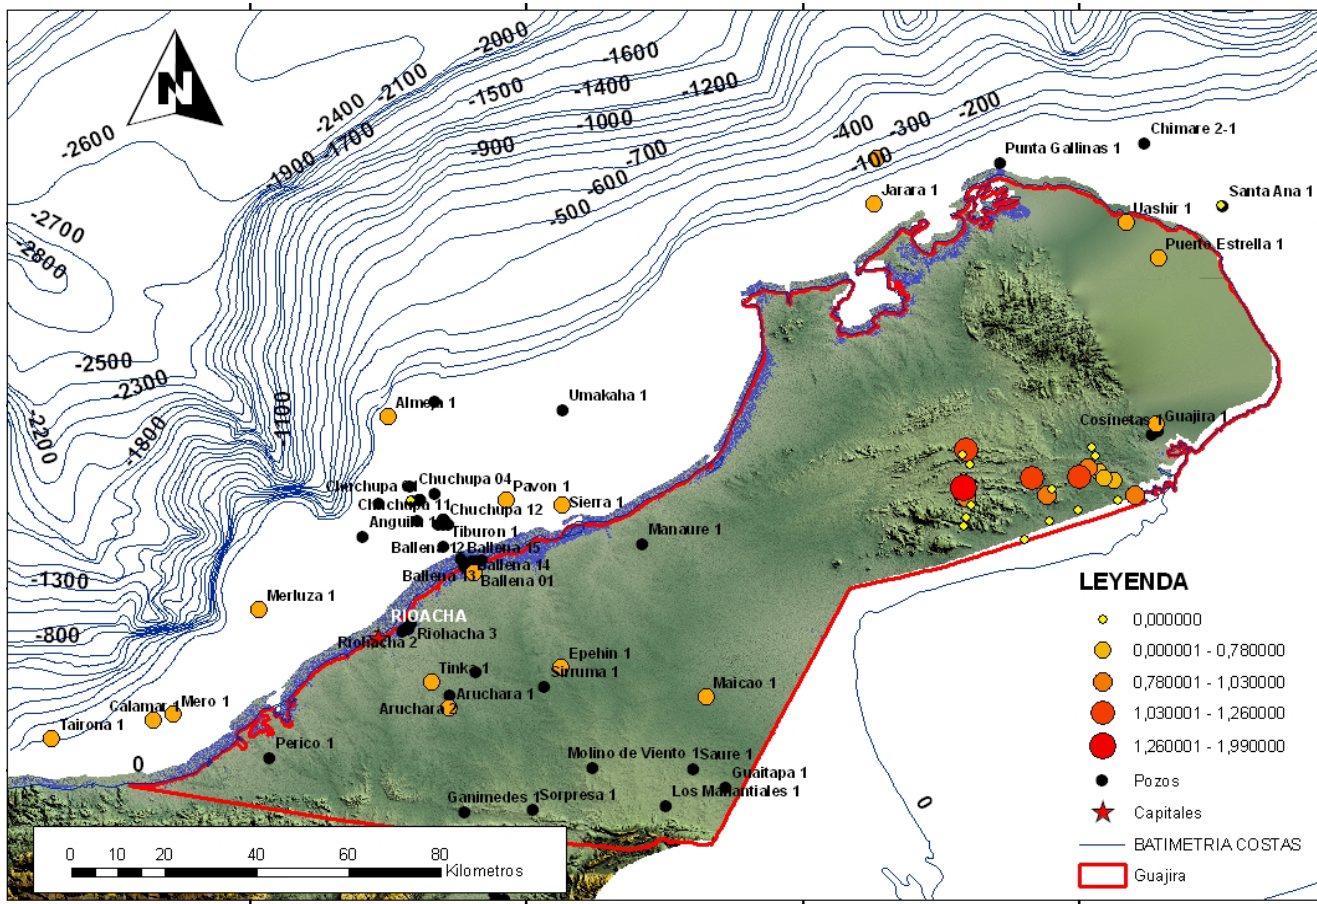 N
-2000
-1600
-1400
-1200
-2100
-1500
-2400
-1000
-200
-300
-400
-1700
-900
-2600
-1900
-700
-100
-600
-500
Chimare 2-1
Punta Gallinas 1
Jarara 1
Santa Ana 1
Uashir 1
Puerto Estrella 1
-2700
-2800
-2500
-2300
-2200
-1800
-1100
Almeja 1
Umakaha 1
Cosinetas 1
Guajira 1
Chuchupa 04
Pavon 1
Sierra 1
Chuchupa 11
Chuchupa 12
Anguila 1
Tiburon 1
Manaure 1
Ballena 12
Ballena 15
Ballena 14
Ballena 13
Ballena 01
-1300
Merluza 1
-800
RIOACHA
Riohacha 2
Riohacha 3
Tinka 1
Epehin 1
Sirruma 1
Aruchara 1
Aruchara 2
Maicao 1
Calamar 1
Mero 1
Tairona 1
Perico 1
0
Molino de Viento 1
Saure 1
Guaitapa 1
Ganimedes 1
Sorpresa 1
Los Manantiales 1
0
0 10 20 40 60 80
Kilometros
LEYENDA
0,000000
0,000001 - 0,780000
0,780001 - 1,030000
1,030001 - 1,260000
1,260001 - 1,990000
Pozos
Capitales
BATIMETRIA COSTAS
Guajira